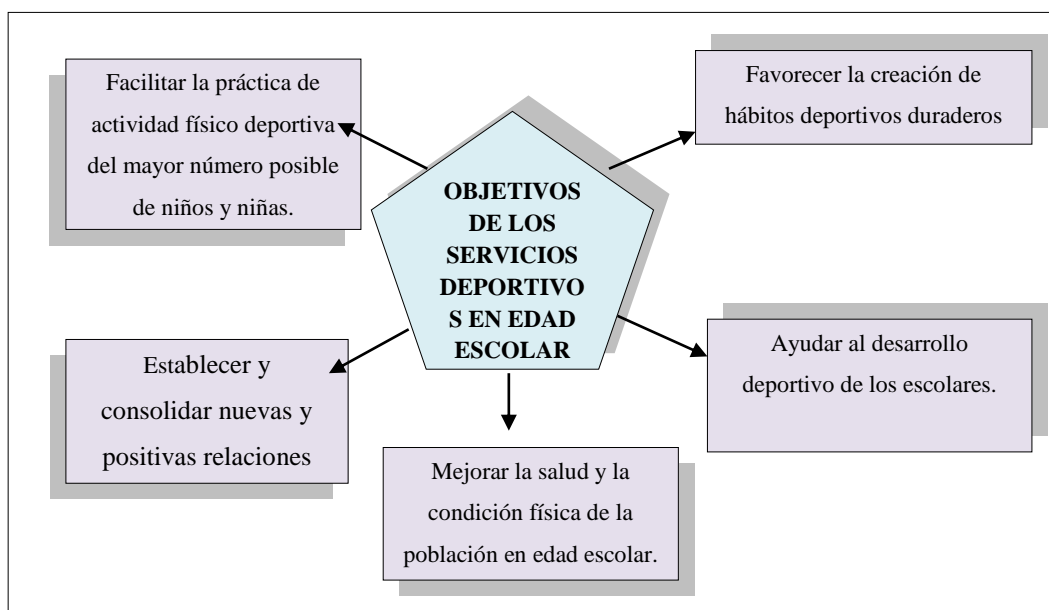 Facilitar la práctica de
actividad físico deportiva
del mayor número posible
de niños y niñas.
Favorecer la creación de
hábitos deportivos duraderos
OBJETIVOS
DE LOS
SERVICIOS
DEPORTIVO
S EN EDAD
ESCOLAR
Establecer y
consolidar nuevas y
positivas relaciones
Ayudar al desarrollo
deportivo de los escolares.
Mejorar la salud y la
condición física de la
población en edad escolar.